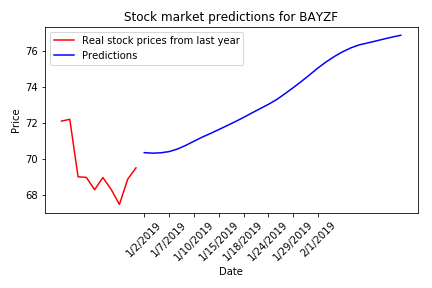 Stock market predictions for BAYZF
Real stock prices from last year
Predictions
Price
76
74
72
70
68
1/2/2019
1/7/2019
1/10/2019
1/15/2019
1/18/2019
1/24/2019
1/29/2019
2/1/2019
Date